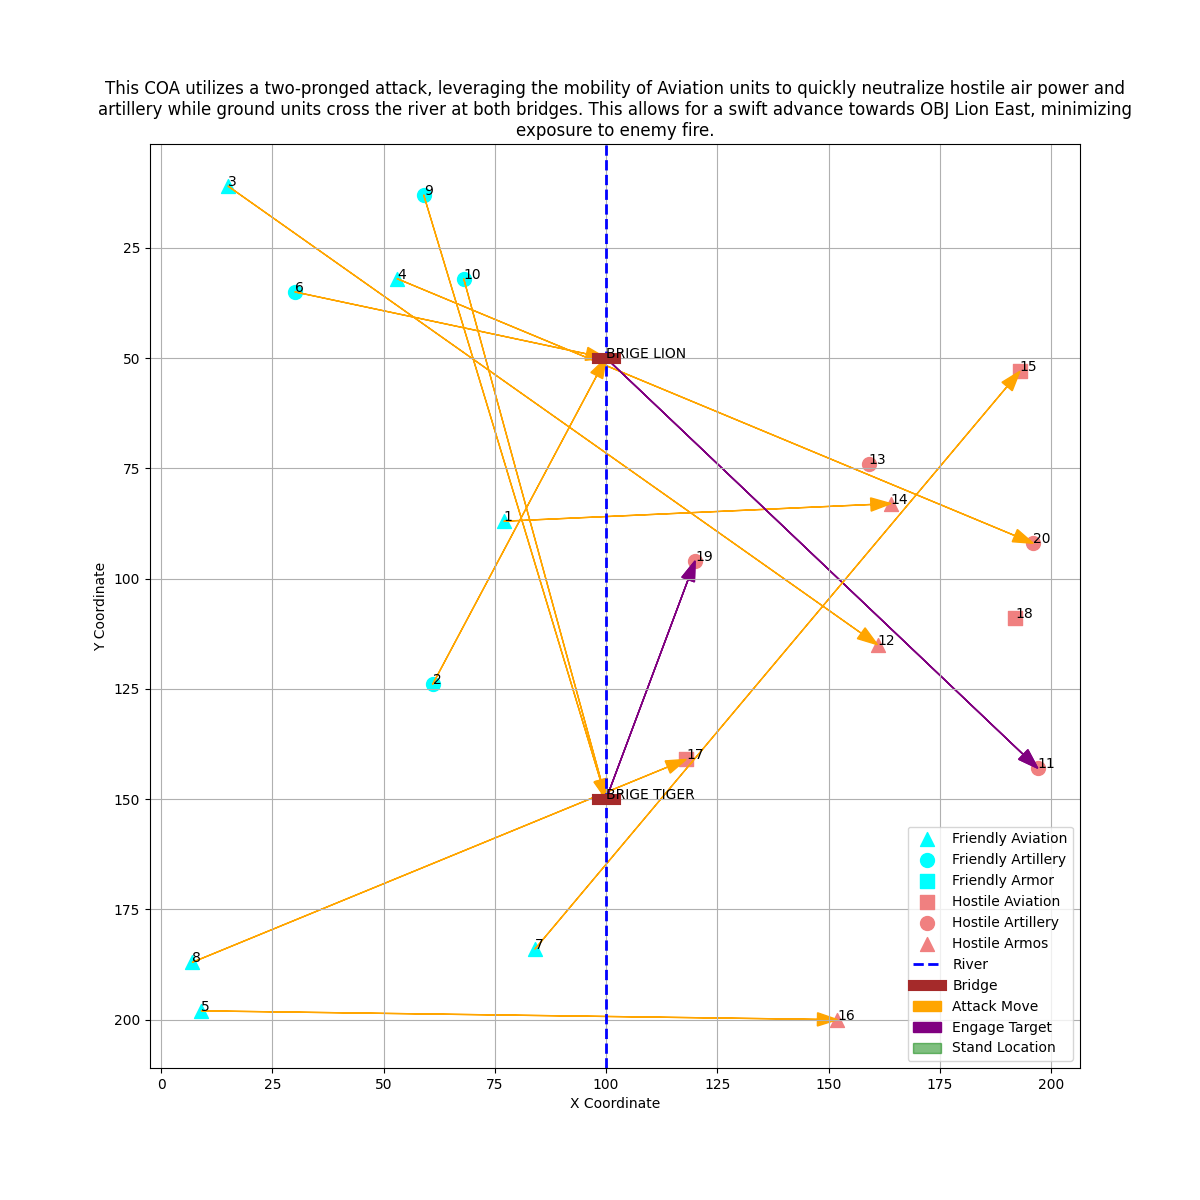 This COA utilizes a two-pronged attack, leveraging the mobility of Aviation units to quickly neutralize hostile air power and
artillery while ground units cross the river at both bridges. This allows for a swift advance towards OBJ Lion East, minimizing
exposure to enemy fire.
3
9
4
10
6
BRIGE LION
15
13
14
1
20
19
18
12
2
17
11
BRIGE TIGER
7
8
5
16
25
50
75
100
125
150
175
200
Y Coordinate
0
25
50
75
100
125
150
175
200
X Coordinate
Friendly Aviation
Friendly Artillery
Friendly Armor
Hostile Aviation
Hostile Artillery
Hostile Armos
River
Bridge
Attack Move
Engage Target
Stand Location